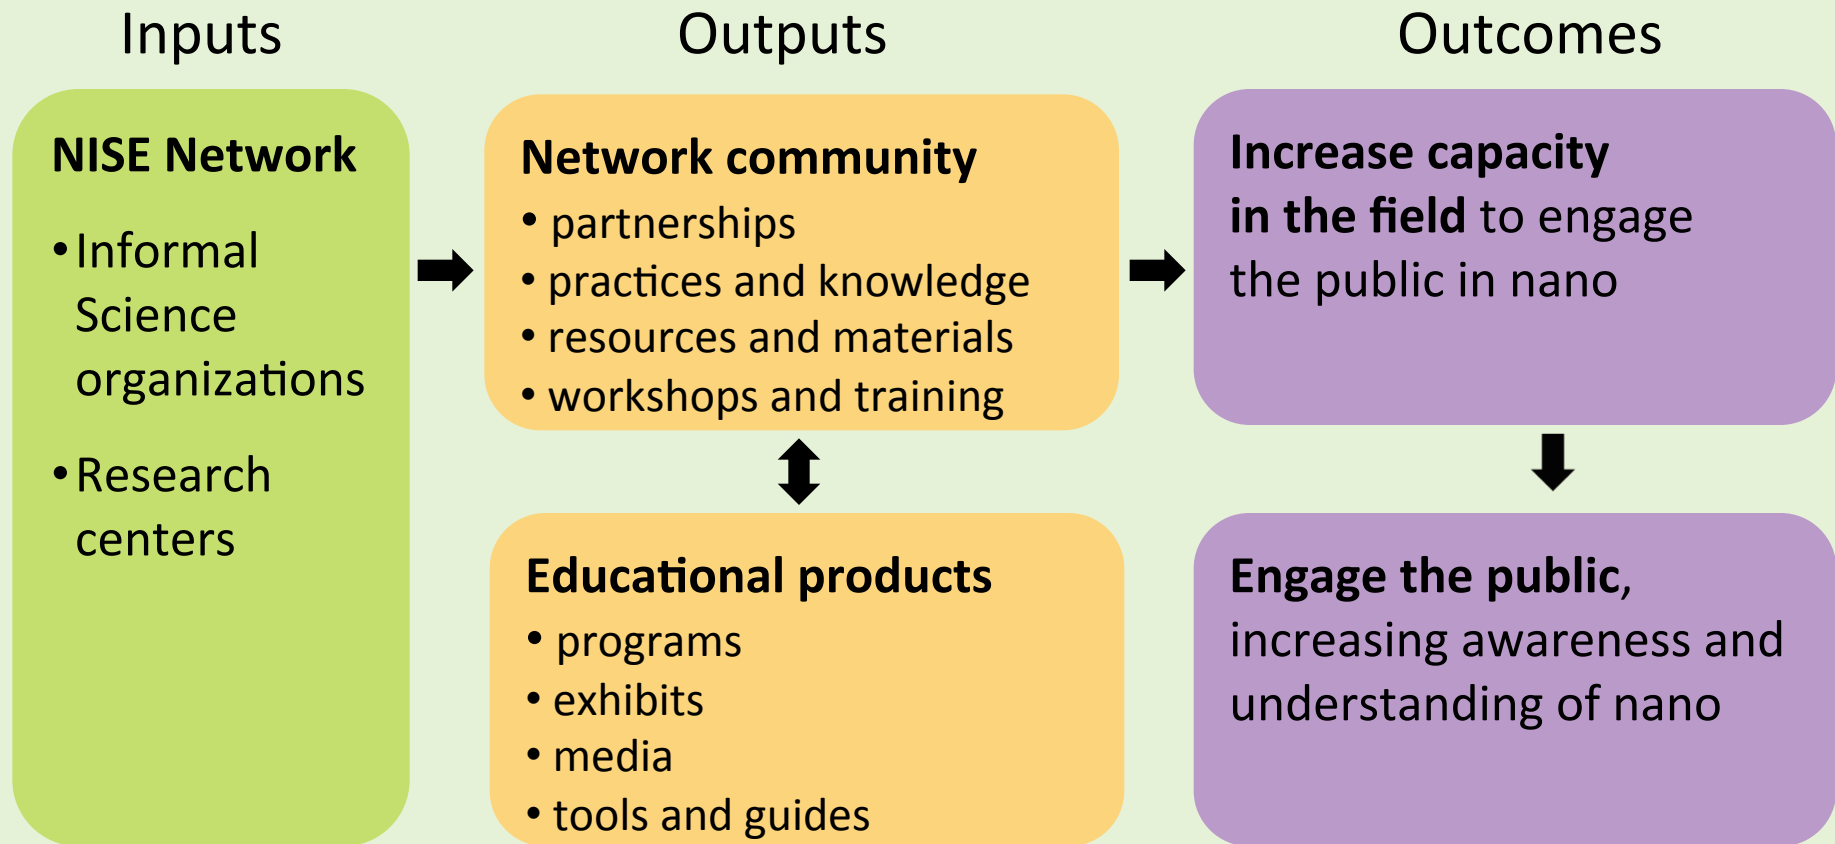 Inputs
Outputs
Outcomes
NISE Network
• Informal
Science
organizations
• Research
centers
Network community
• partnerships
• practices and knowledge
• resources and materials
• workshops and training
Educational products
• programs
• exhibits
• media
• tools and guides
Increase capacity
in the field to engage
the public in nano
Engage the public,
increasing awareness and
understanding of nano